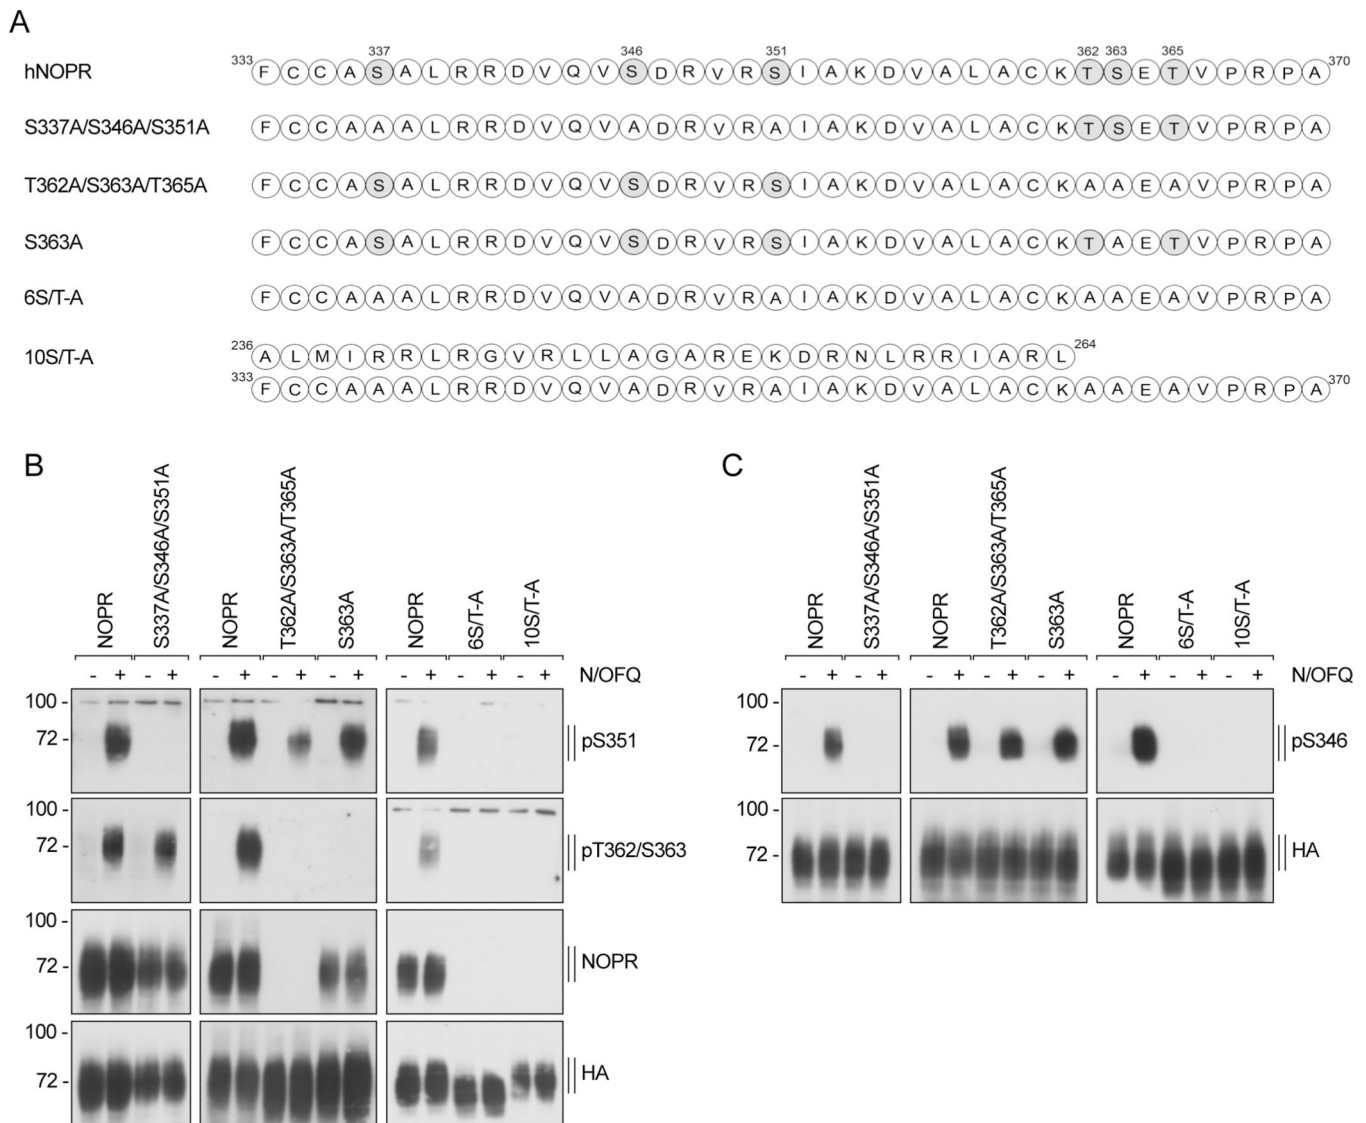 A
337 346 351 362 363 365
hNOPR 333 F C C A S A L R R D V Q V S D R V R S I A K D V A L A C K T S E T V P R P A 370
S337A/S346A/S351A F C C A A A L R R D V Q V A D R V R A I A K D V A L A C K T S E T V P R P A
T362A/S363A/T365A F C C A S A L R R D V Q V S D R V R S I A K D V A L A C K A A E A V P R P A
S363A F C C A S A L R R D V Q V S D R V R S I A K D V A L A C K T A E T V P R P A
6S/T-A F C C A A A L R R D V Q V A D R V R A I A K D V A L A C K A A E A V P R P A
10S/T-A 236 A L M I R R L R G V R L L A G A R E K D R N L R R I A R L 264
333 F C C A A A L R R D V Q V A D R V R A I A K D V A L A C K A A E A V P R P A 370
B
NOPR S337A/S346A/S351A NOPR T362A/S363A/T365A S363A NOPR 6S/T-A 10S/T-A
- + - + - + - + - + - + - + - + N/OFQ
100 -
72 - pS351
100 -
72 - pT362/S363
100 -
72 - NOPR
100 -
72 - HA
C
NOPR S337A/S346A/S351A NOPR T362A/S363A/T365A S363A NOPR 6S/T-A 10S/T-A
- + - + - + - + - + - + - + - + N/OFQ
100 -
72 - pS346
100 -
72 - HA